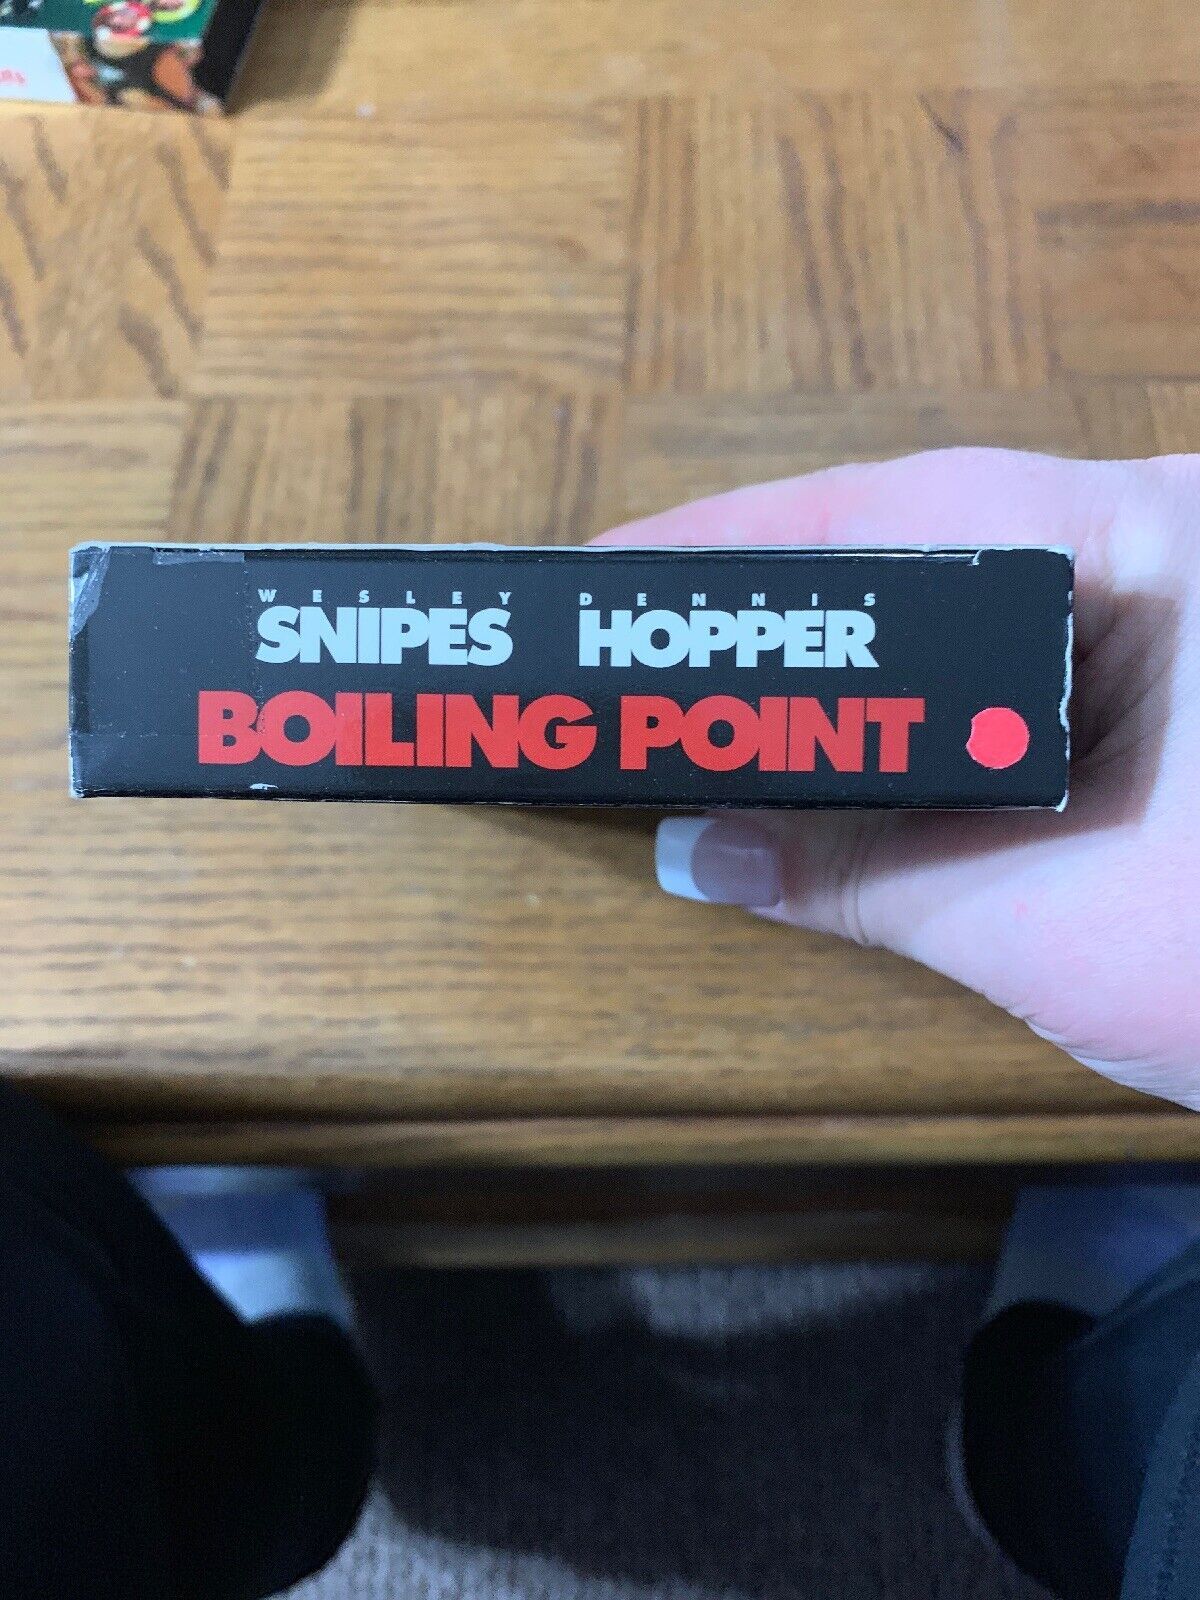 WESLEY DENNIS
SNIPES HOPPER
BOILING POINT